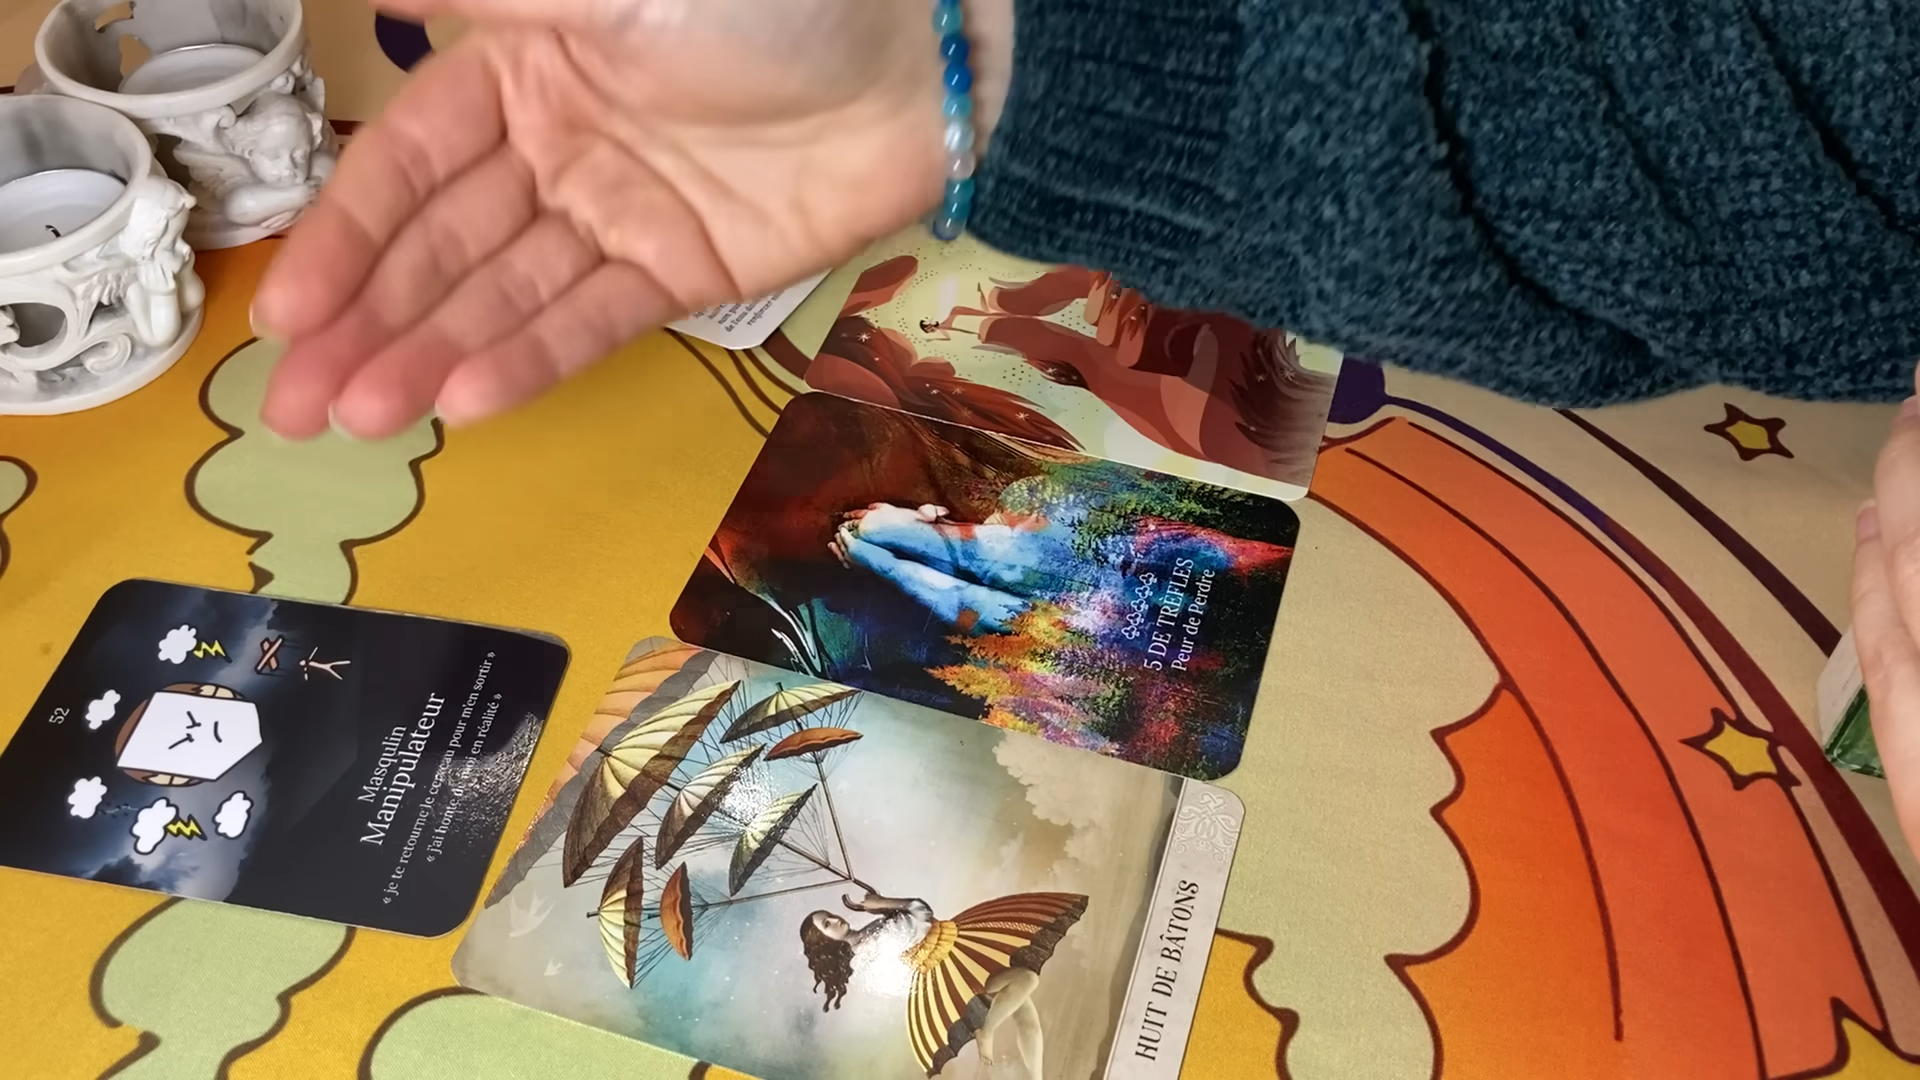 52
Masqulin
Manipulateur
« je te retourne le cerveau pour m'en sortir »
« j'ai honte de moi en réalité »
5 DE TRÈFLES
Peur de Perdre
HUIT DE BÂTONS